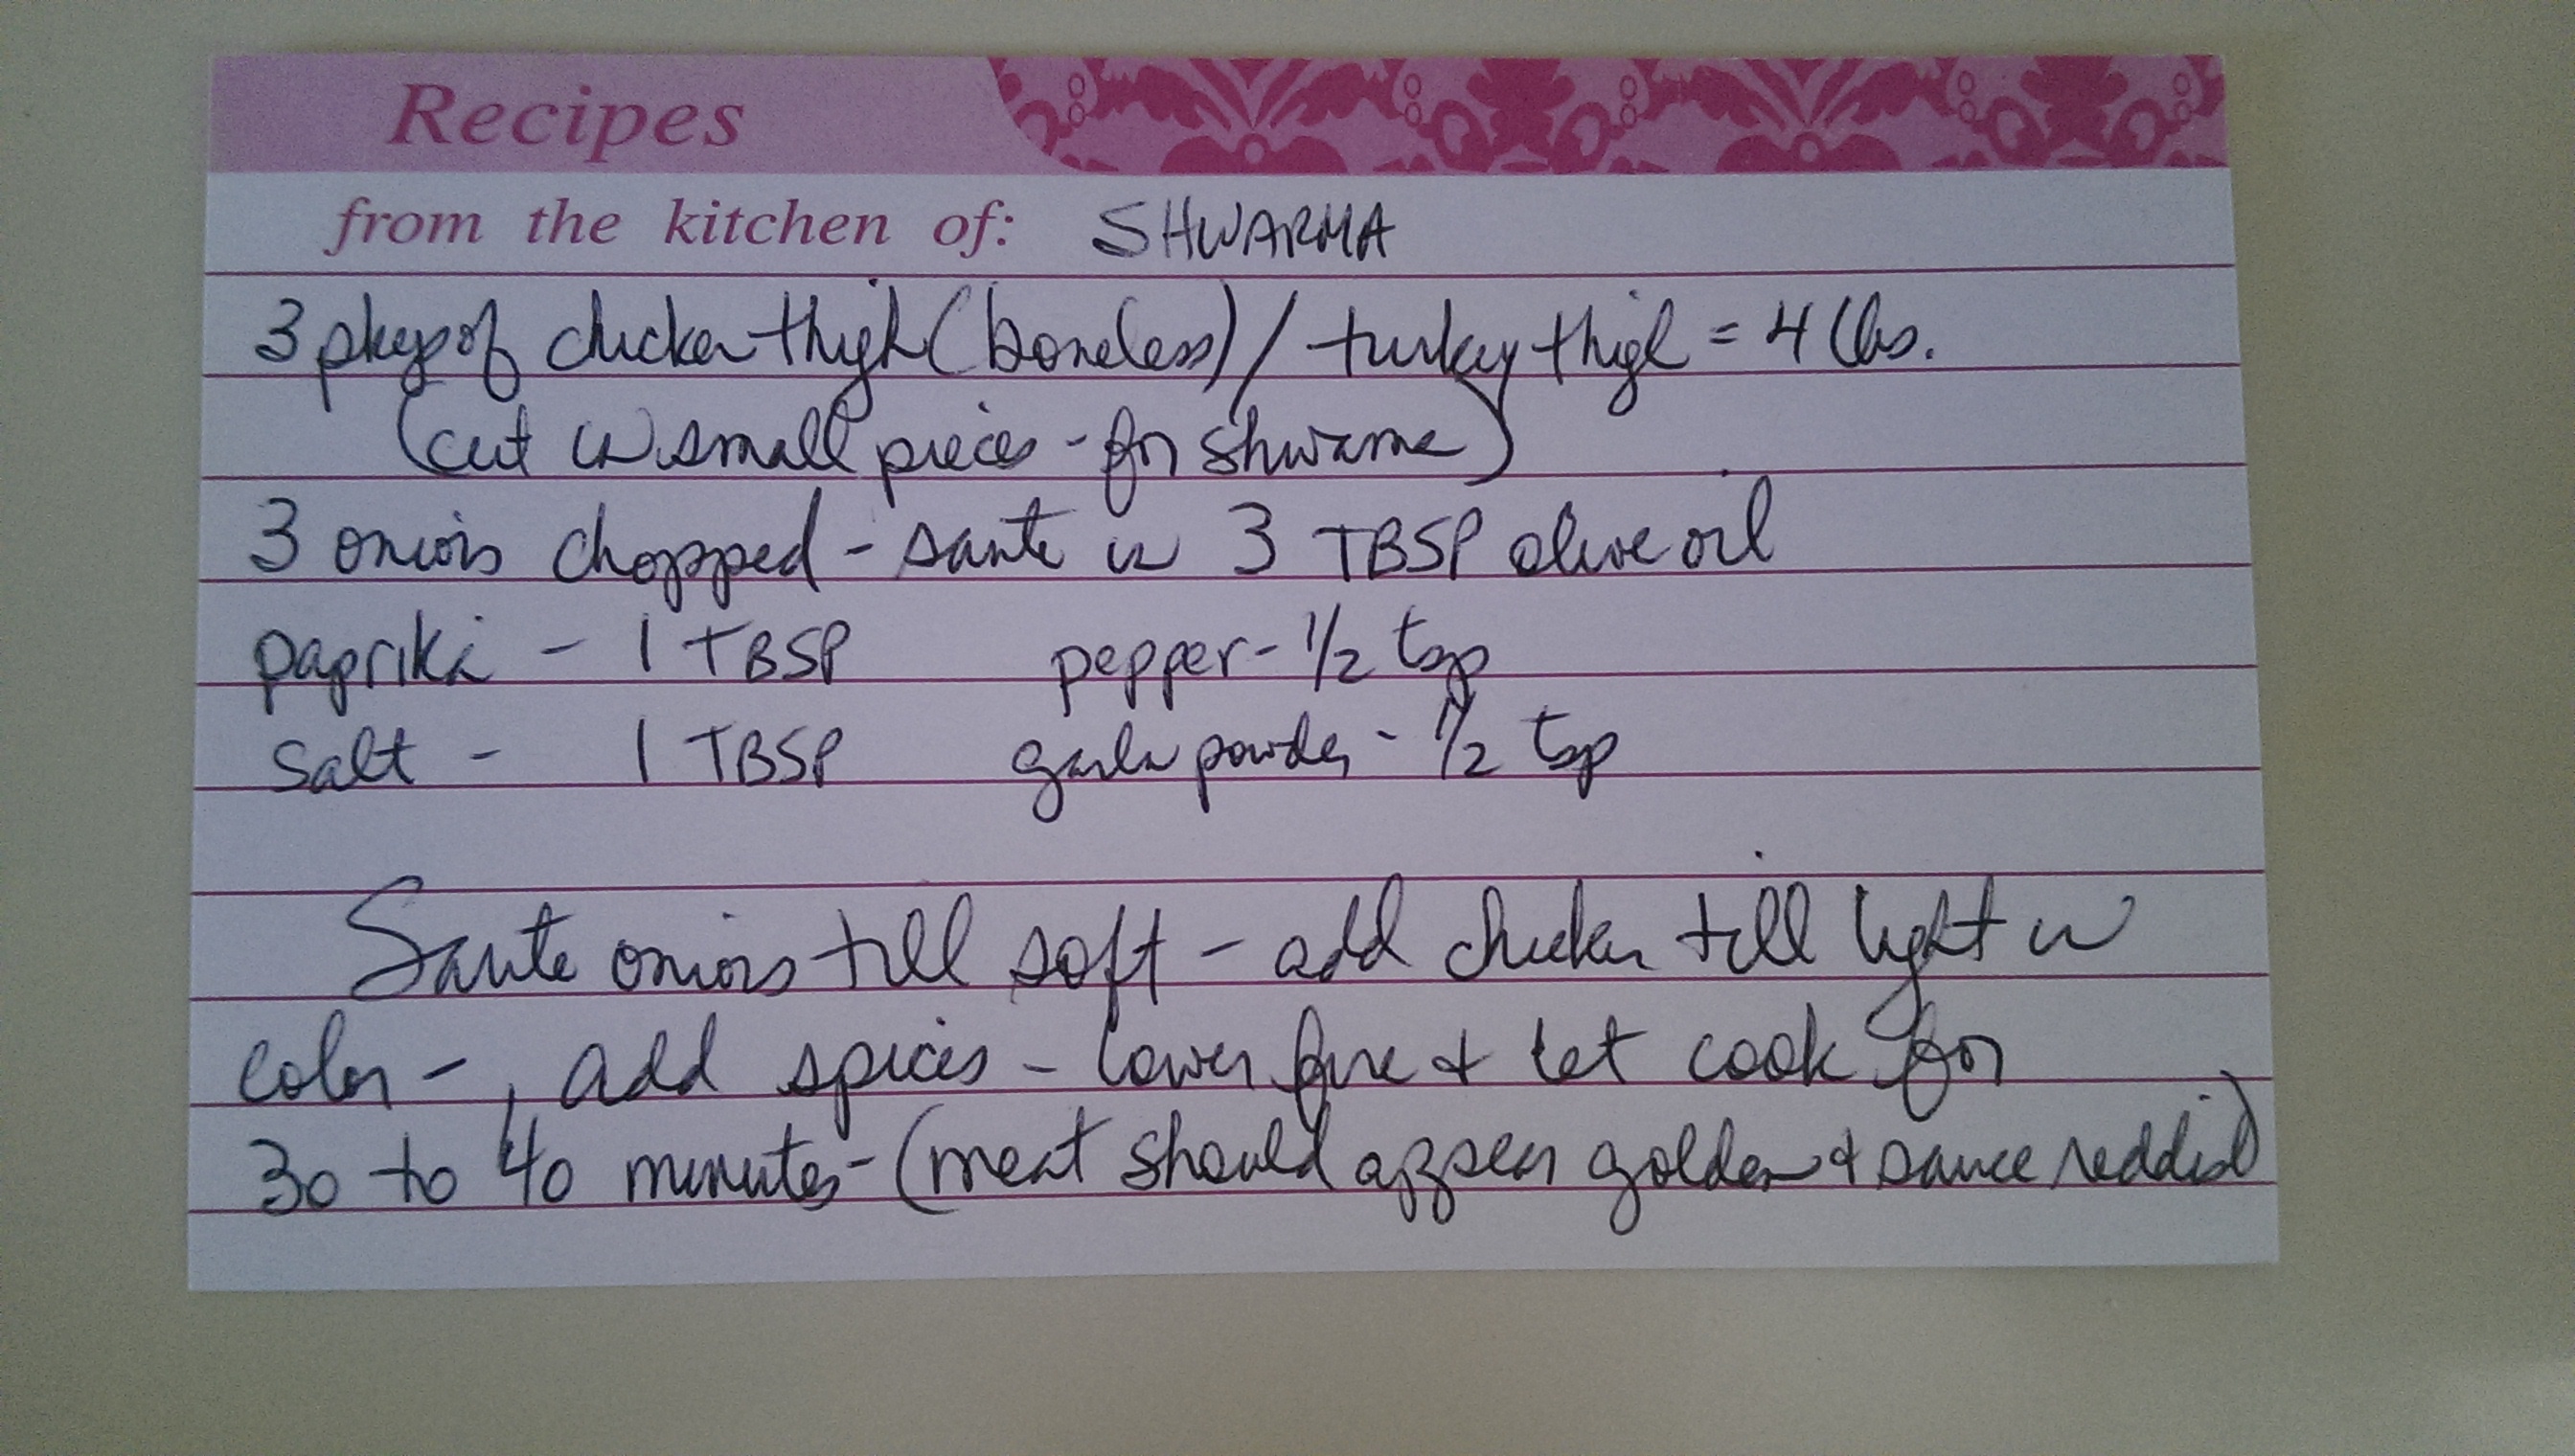 Recipes
from the kitchen of: SHWARMA
3 pkgs of chicken thigh (boneless) / turkey thigh = 4 lbs.
(cut in small pieces - for shwarma)
3 onions chopped - saute in 3 TBSP olive oil
paprika - 1 TBSP pepper - 1/2 tsp
salt - 1 TBSP garlic powder - 1/2 tsp
Saute onions till soft - add chicken till light in
color - , add spices - lower fire & let cook for
30 to 40 minutes - (meat should appear golden & sauce reddish)